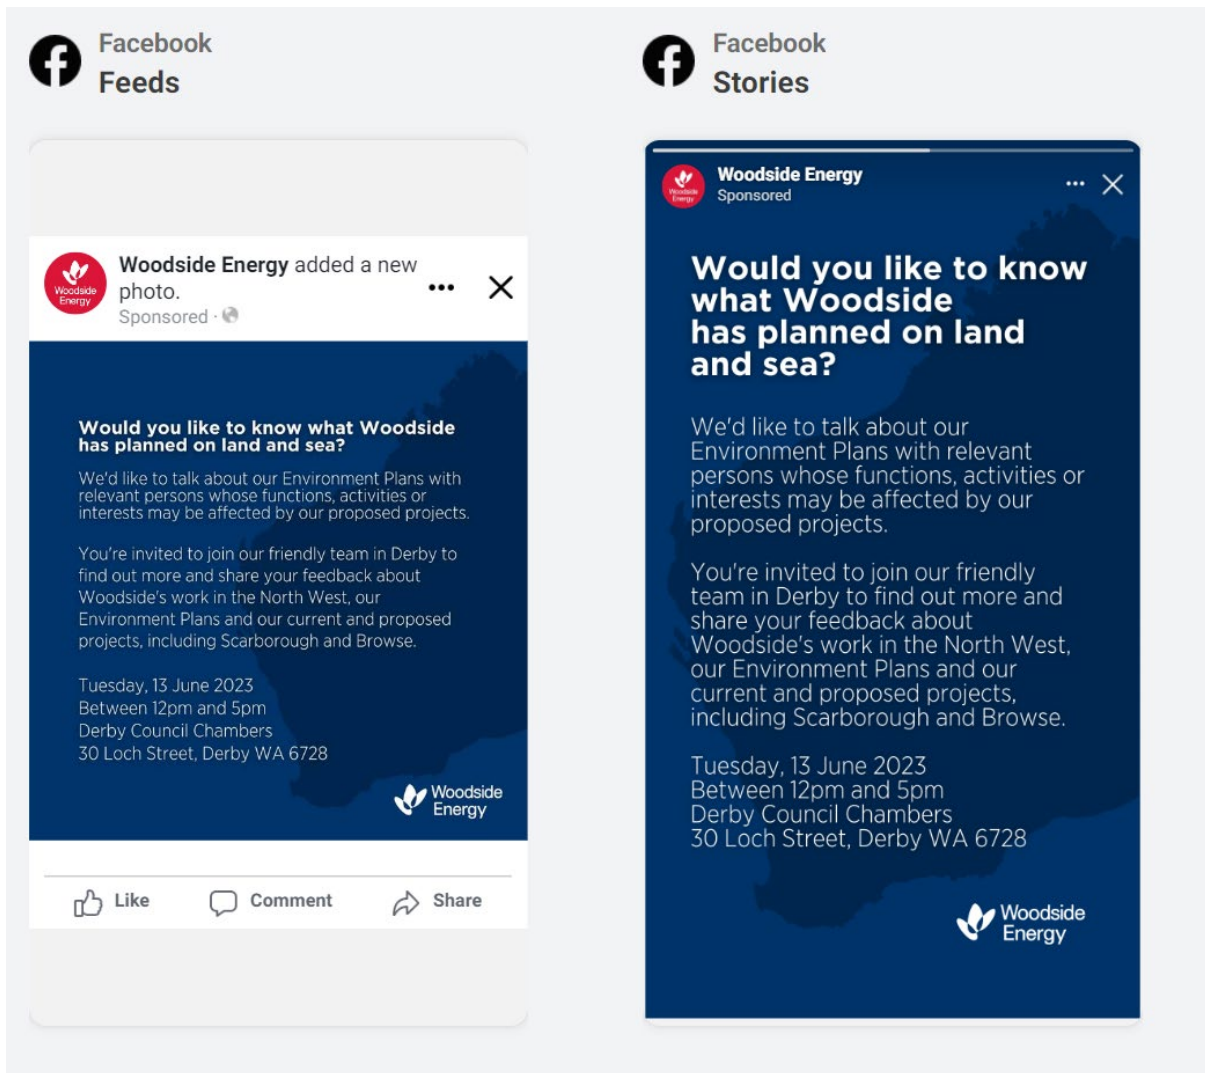 Facebook
Feeds
Woodside
Energy
Woodside Energy added a new
photo.
Sponsored ·
Would you like to know what Woodside
has planned on land and sea?
We'd like to talk about our Environment Plans with
relevant persons whose functions, activities or
interests may be affected by our proposed projects.
You're invited to join our friendly team in Derby to
find out more and share your feedback about
Woodside's work in the North West, our
Environment Plans and our current and proposed
projects, including Scarborough and Browse.
Tuesday, 13 June 2023
Between 12pm and 5pm
Derby Council Chambers
30 Loch Street, Derby WA 6728
Woodside
Energy
Like
Comment
Share
Facebook
Stories
Woodside
Energy
Woodside Energy
Sponsored
Would you like to know
what Woodside
has planned on land
and sea?
We'd like to talk about our
Environment Plans with relevant
persons whose functions, activities or
interests may be affected by our
proposed projects.
You're invited to join our friendly
team in Derby to find out more and
share your feedback about
Woodside's work in the North West,
our Environment Plans and our
current and proposed projects,
including Scarborough and Browse.
Tuesday, 13 June 2023
Between 12pm and 5pm
Derby Council Chambers
30 Loch Street, Derby WA 6728
Woodside
Energy